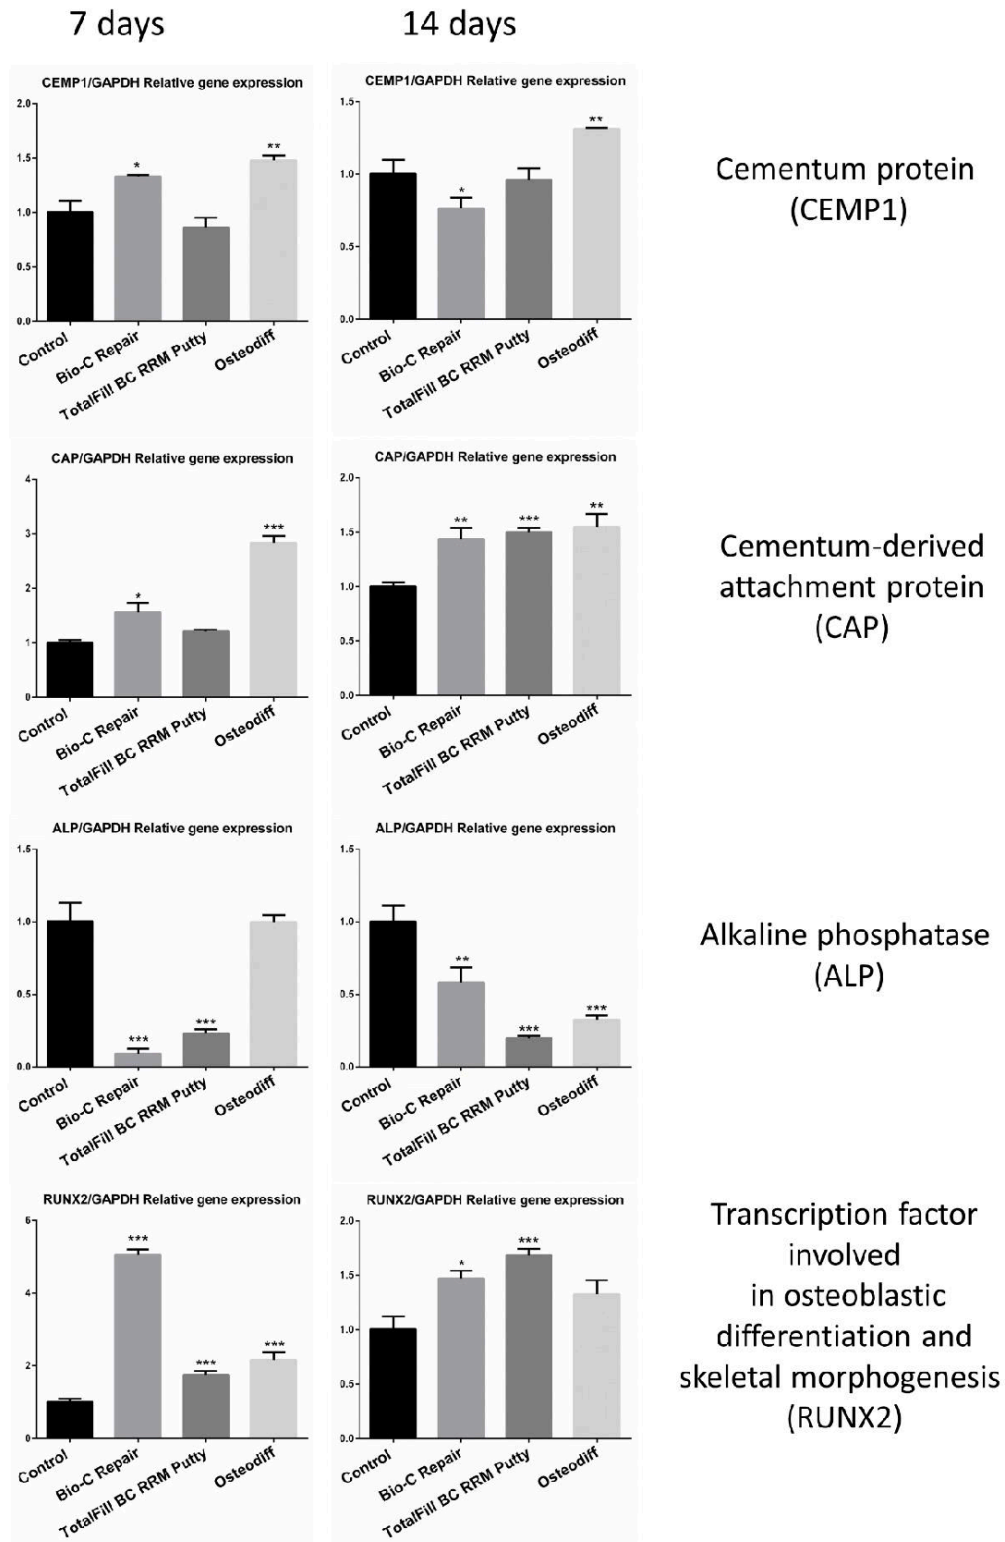 7 days
14 days
CEMP1/GAPDH Relative gene expression
2.0
1.5
1.0
0.5
0.0
*
**
Control
Bio-C Repair
TotalFill BC RRM Putty
Osteodiff
CEMP1/GAPDH Relative gene expression
1.5
1.0
0.5
0.0
*
**
Control
Bio-C Repair
TotalFill BC RRM Putty
Osteodiff
Cementum protein
(CEMP1)
CAP/GAPDH Relative gene expression
4
3
2
1
0
*
***
Control
Bio-C Repair
TotalFill BC RRM Putty
Osteodiff
CAP/GAPDH Relative gene expression
2.0
1.5
1.0
0.5
0.0
**
***
**
Control
Bio-C Repair
TotalFill BC RRM Putty
Osteodiff
Cementum-derived
attachment protein
(CAP)
ALP/GAPDH Relative gene expression
1.5
1.0
0.5
0.0
***
***
Control
Bio-C Repair
TotalFill BC RRM Putty
Osteodiff
ALP/GAPDH Relative gene expression
1.5
1.0
0.5
0.0
**
***
***
Control
Bio-C Repair
TotalFill BC RRM Putty
Osteodiff
Alkaline phosphatase
(ALP)
RUNX2/GAPDH Relative gene expression
6
4
2
0
***
***
***
Control
Bio-C Repair
TotalFill BC RRM Putty
Osteodiff
RUNX2/GAPDH Relative gene expression
2.0
1.5
1.0
0.5
0.0
*
***
Control
Bio-C Repair
TotalFill BC RRM Putty
Osteodiff
Transcription factor
involved
in osteoblastic
differentiation and
skeletal morphogenesis
(RUNX2)